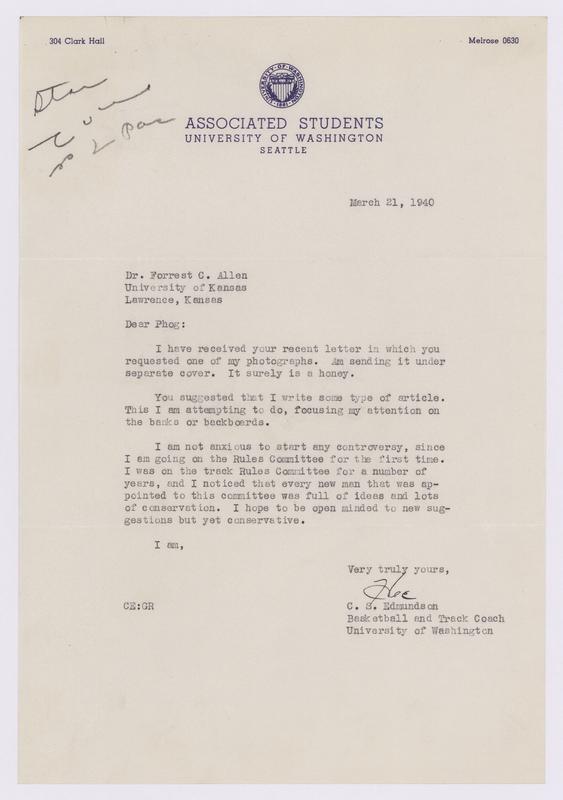 304 Clark Hall
Melrose 0630
UNIVERSITY OF WASHINGTON
1861
ASSOCIATED STUDENTS
UNIVERSITY OF WASHINGTON
SEATTLE
March 21, 1940
Dr. Forrest C. Allen
University of Kansas
Lawrence, Kansas
Dear Phog:
I have received your recent letter in which you
requested one of my photographs. Am sending it under
separate cover. It surely is a honey.
You suggested that I write some type of article.
This I am attempting to do, focusing my attention on
the banks or backboards.
I am not anxious to start any controversy, since
I am going on the Rules Committee for the first time.
I was on the track Rules Committee for a number of
years, and I noticed that every new man that was ap-
pointed to this committee was full of ideas and lots
of conservation. I hope to be open minded to new sug-
gestions but yet conservative.
I am,
Very truly yours,
Hec
CE:GR
C. S. Edmundson
Basketball and Track Coach
University of Washington